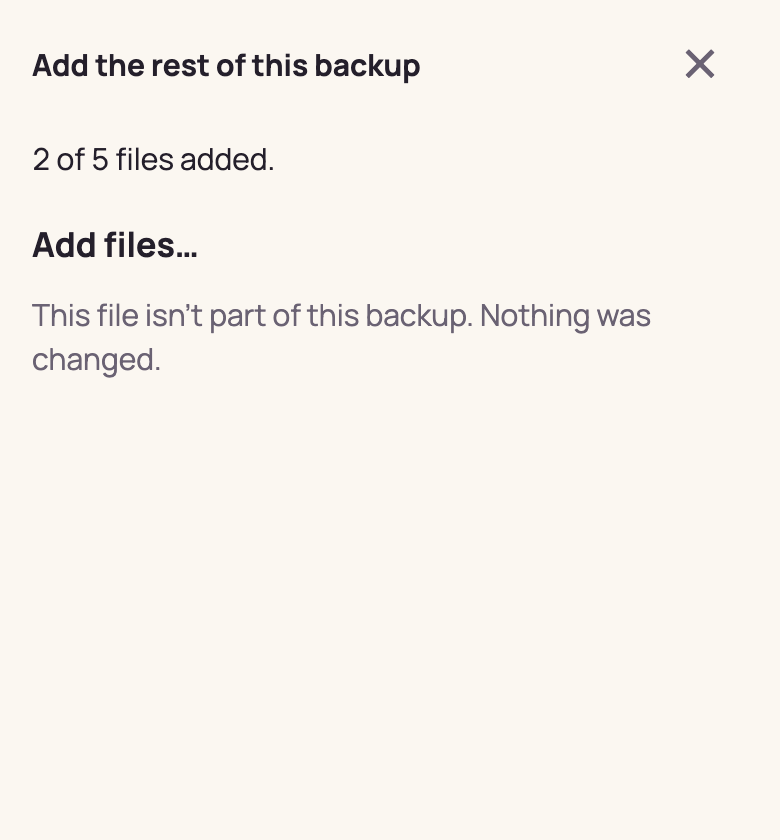 Add the rest of this backup
2 of 5 files added.
Add files…
This file isn’t part of this backup. Nothing was
changed.